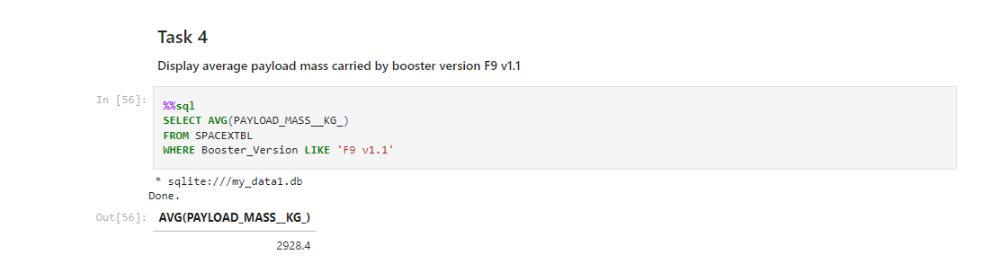 Task 4
Display average payload mass carried by booster version F9 v1.1
In [56]:
%%sql
SELECT AVG(PAYLOAD_MASS__KG_)
FROM SPACEXTBL
WHERE Booster_Version LIKE 'F9 v1.1'
* sqlite:///my_data1.db
Done.
Out[56]: AVG(PAYLOAD_MASS__KG_)
2928.4